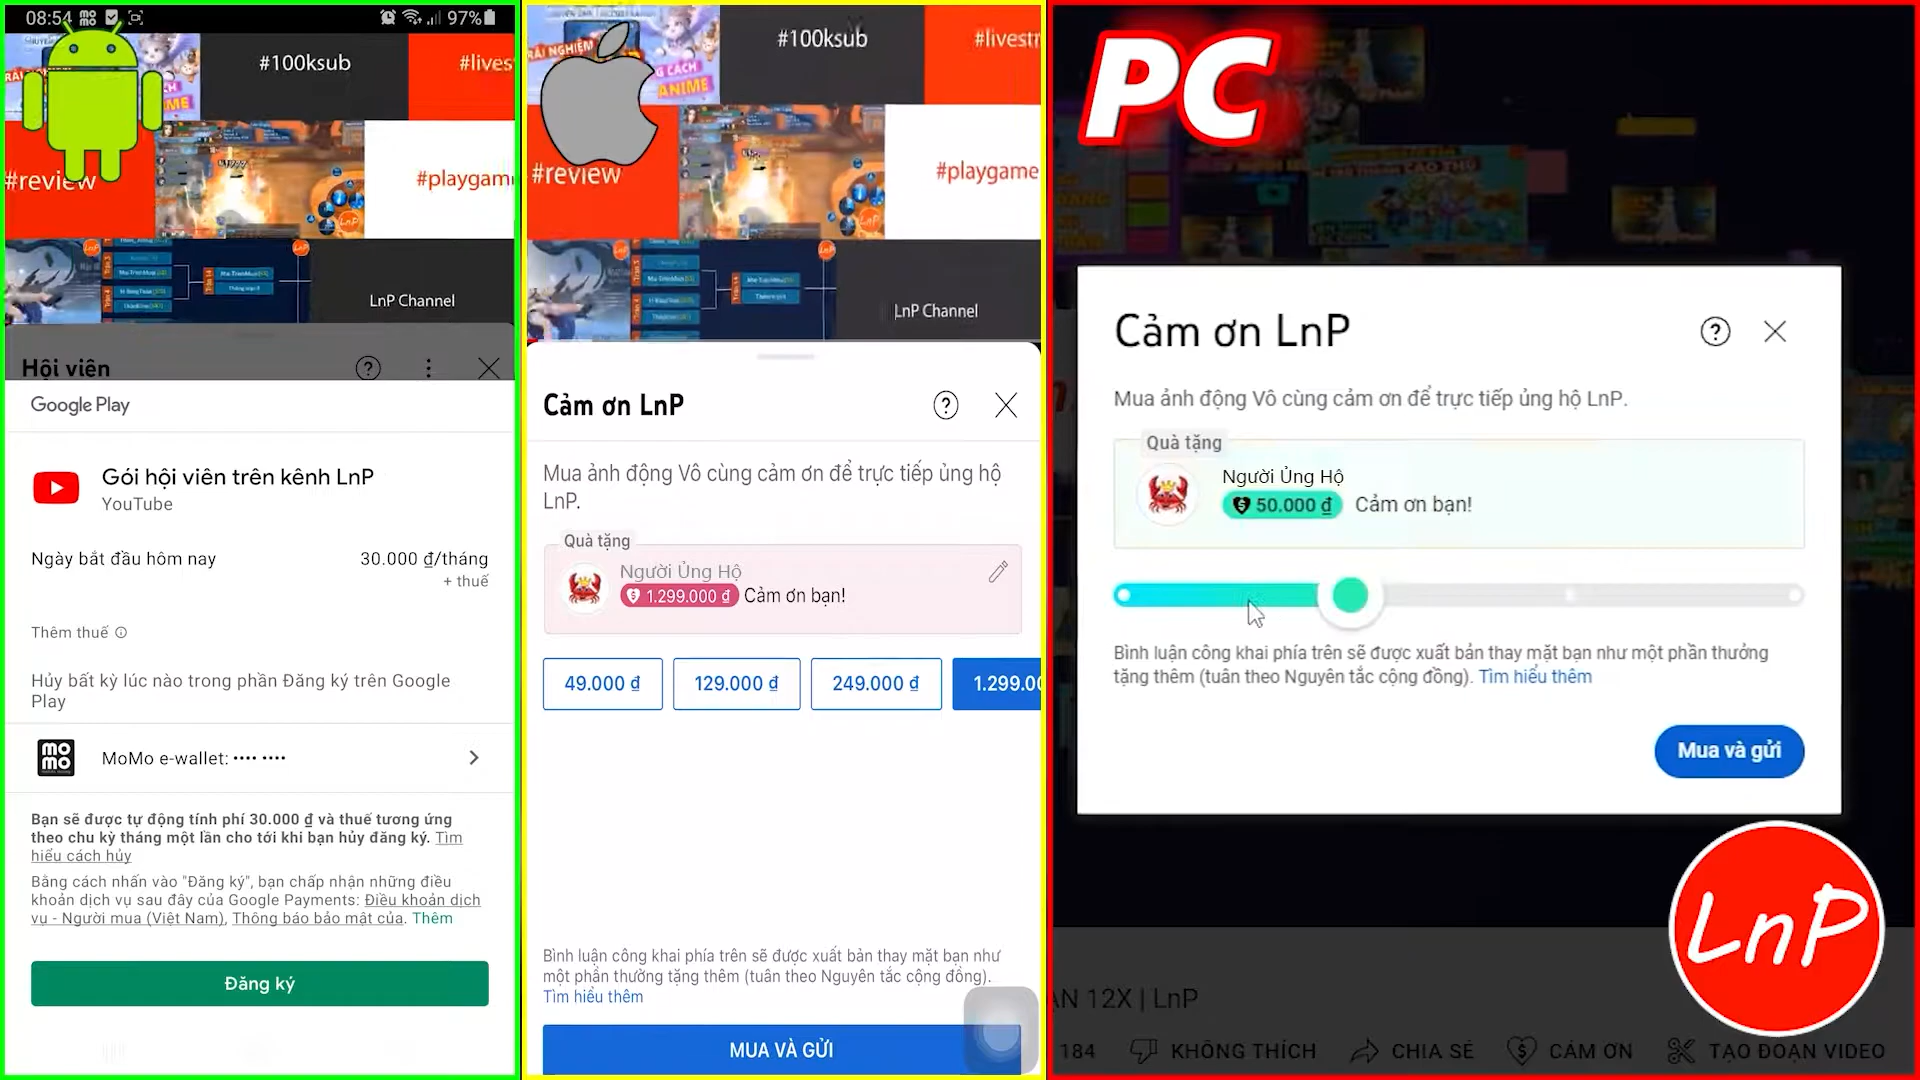 08:54
97%
#100ksub
#lives
#review
#playgam
LnP Channel
Hội viên
Google Play
Gói hội viên trên kênh LnP
YouTube
Ngày bắt đầu hôm nay
30.000 ₫/tháng
+ thuế
Thêm thuế
Hủy bất kỳ lúc nào trong phần Đăng ký trên Google
Play
mo
mo
MoMo e-wallet: •••• ••••
Bạn sẽ được tự động tính phí 30.000 ₫ và thuế tương ứng
theo chu kỳ tháng một lần cho tới khi bạn hủy đăng ký. Tìm
hiểu cách hủy
Bằng cách nhấn vào "Đăng ký", bạn chấp nhận những điều
khoản dịch vụ sau đây của Google Payments: Điều khoản dịch
vụ - Người mua (Việt Nam), Thông báo bảo mật của. Thêm
Đăng ký
#100ksub
#livestr
ANIME
#review
#playgame
LnP Channel
Cảm ơn LnP
Mua ảnh động Vô cùng cảm ơn để trực tiếp ủng hộ
LnP.
Quà tặng
Người Ủng Hộ
1.299.000 ₫ Cảm ơn bạn!
49.000 ₫
129.000 ₫
249.000 ₫
1.299.00
Bình luận công khai phía trên sẽ được xuất bản thay mặt bạn như
một phần thưởng tặng thêm (tuân theo Nguyên tắc cộng đồng).
Tìm hiểu thêm
MUA VÀ GỬI
PC
Cảm ơn LnP
Mua ảnh động Vô cùng cảm ơn để trực tiếp ủng hộ LnP.
Quà tặng
Người Ủng Hộ
50.000 ₫ Cảm ơn bạn!
Bình luận công khai phía trên sẽ được xuất bản thay mặt bạn như một phần thưởng
tặng thêm (tuân theo Nguyên tắc cộng đồng). Tìm hiểu thêm
Mua và gửi
LnP
12X | LnP
184
KHÔNG THÍCH
CHIA SẺ
CẢM ƠN
TẠO ĐOẠN VIDEO